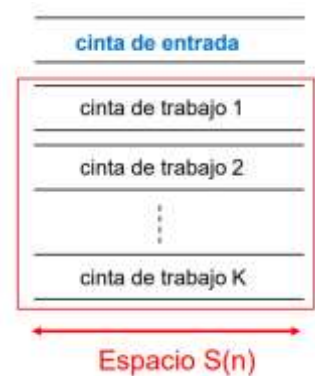 cinta de entrada
cinta de trabajo 1
cinta de trabajo 2
cinta de trabajo K
Espacio S(n)